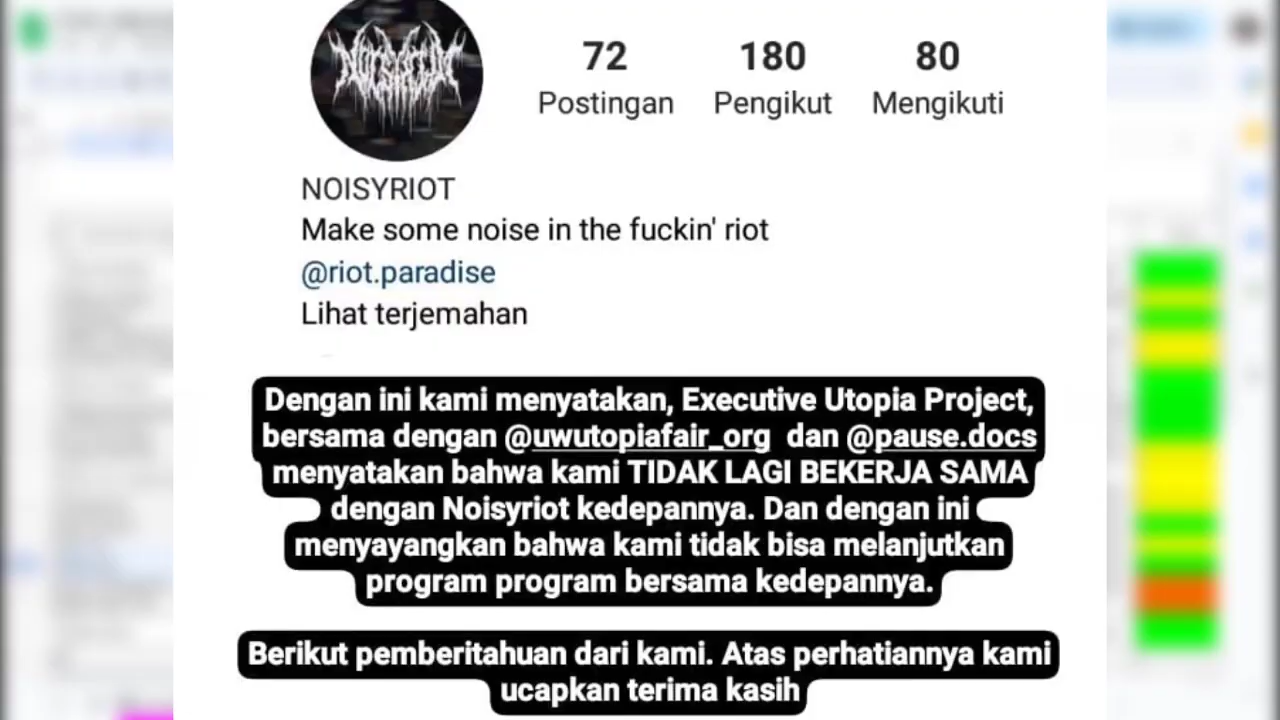 72 180 80
Postingan Pengikut Mengikuti
NOISYRIOT
Make some noise in the fuckin' riot
@riot.paradise
Lihat terjemahan
Dengan ini kami menyatakan, Executive Utopia Project,
bersama dengan @uwutopiafair_org dan @pause.docs
menyatakan bahwa kami TIDAK LAGI BEKERJA SAMA
dengan Noisyriot kedepannya. Dan dengan ini
menyayangkan bahwa kami tidak bisa melanjutkan
program program bersama kedepannya.
Berikut pemberitahuan dari kami. Atas perhatiannya kami
ucapkan terima kasih